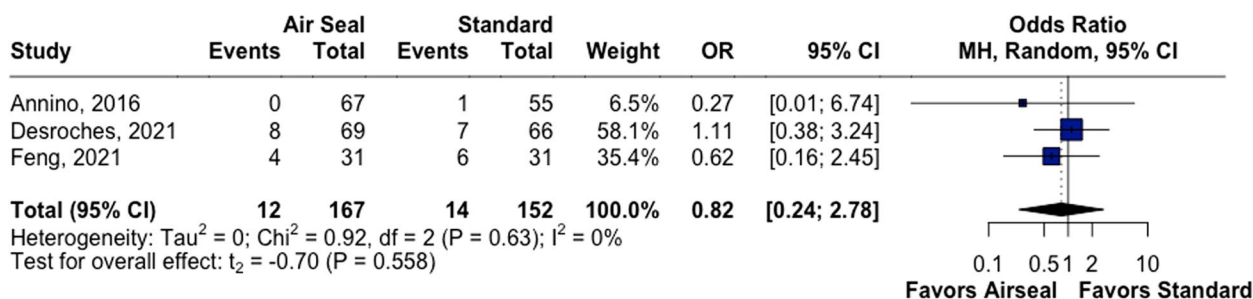 Air Seal Standard Odds Ratio
Study Events Total Events Total Weight OR 95% CI MH, Random, 95% CI
Annino, 2016 0 67 1 55 6.5% 0.27 [0.01; 6.74]
Desroches, 2021 8 69 7 66 58.1% 1.11 [0.38; 3.24]
Feng, 2021 4 31 6 31 35.4% 0.62 [0.16; 2.45]
Total (95% CI) 12 167 14 152 100.0% 0.82 [0.24; 2.78]
Heterogeneity: Tau² = 0; Chi² = 0.92, df = 2 (P = 0.63); I² = 0%
Test for overall effect: t₂ = -0.70 (P = 0.558)
0.1 0.5 1 2 10
Favors Airseal Favors Standard